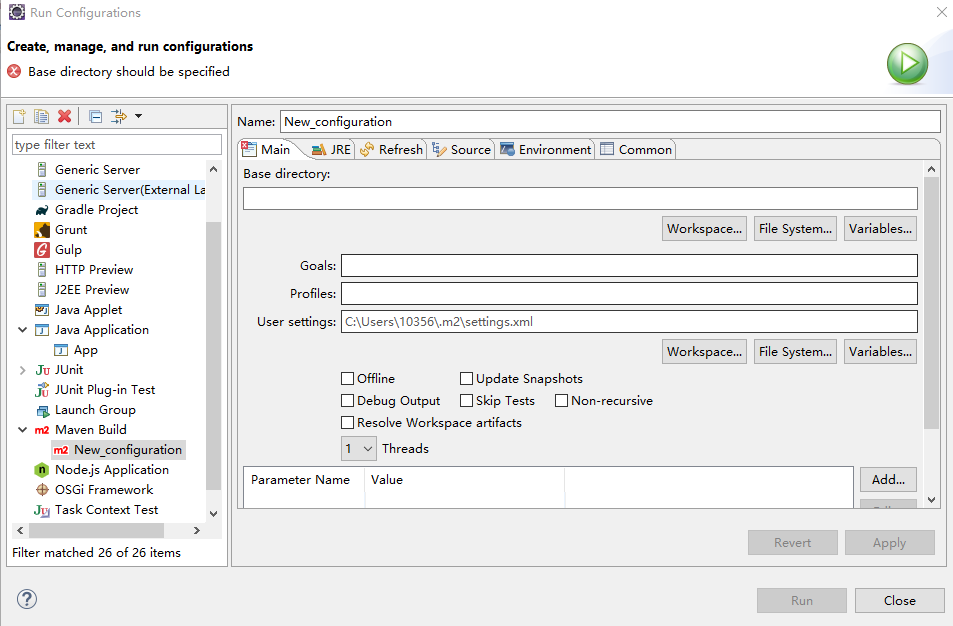 Run Configurations
Create, manage, and run configurations
Base directory should be specified
type filter text
Generic Server
Generic Server(External La
Gradle Project
Grunt
Gulp
HTTP Preview
J2EE Preview
Java Applet
Java Application
App
JUnit
JUnit Plug-in Test
Launch Group
Maven Build
New_configuration
Node.js Application
OSGi Framework
Task Context Test
Filter matched 26 of 26 items
Name: New_configuration
Main JRE Refresh Source Environment Common
Base directory:
Workspace... File System... Variables...
Goals:
Profiles:
User settings: C:\Users\10356\.m2\settings.xml
Workspace... File System... Variables...
Offline Update Snapshots
Debug Output Skip Tests Non-recursive
Resolve Workspace artifacts
1 Threads
Parameter Name Value
Add...
Revert Apply
Run Close